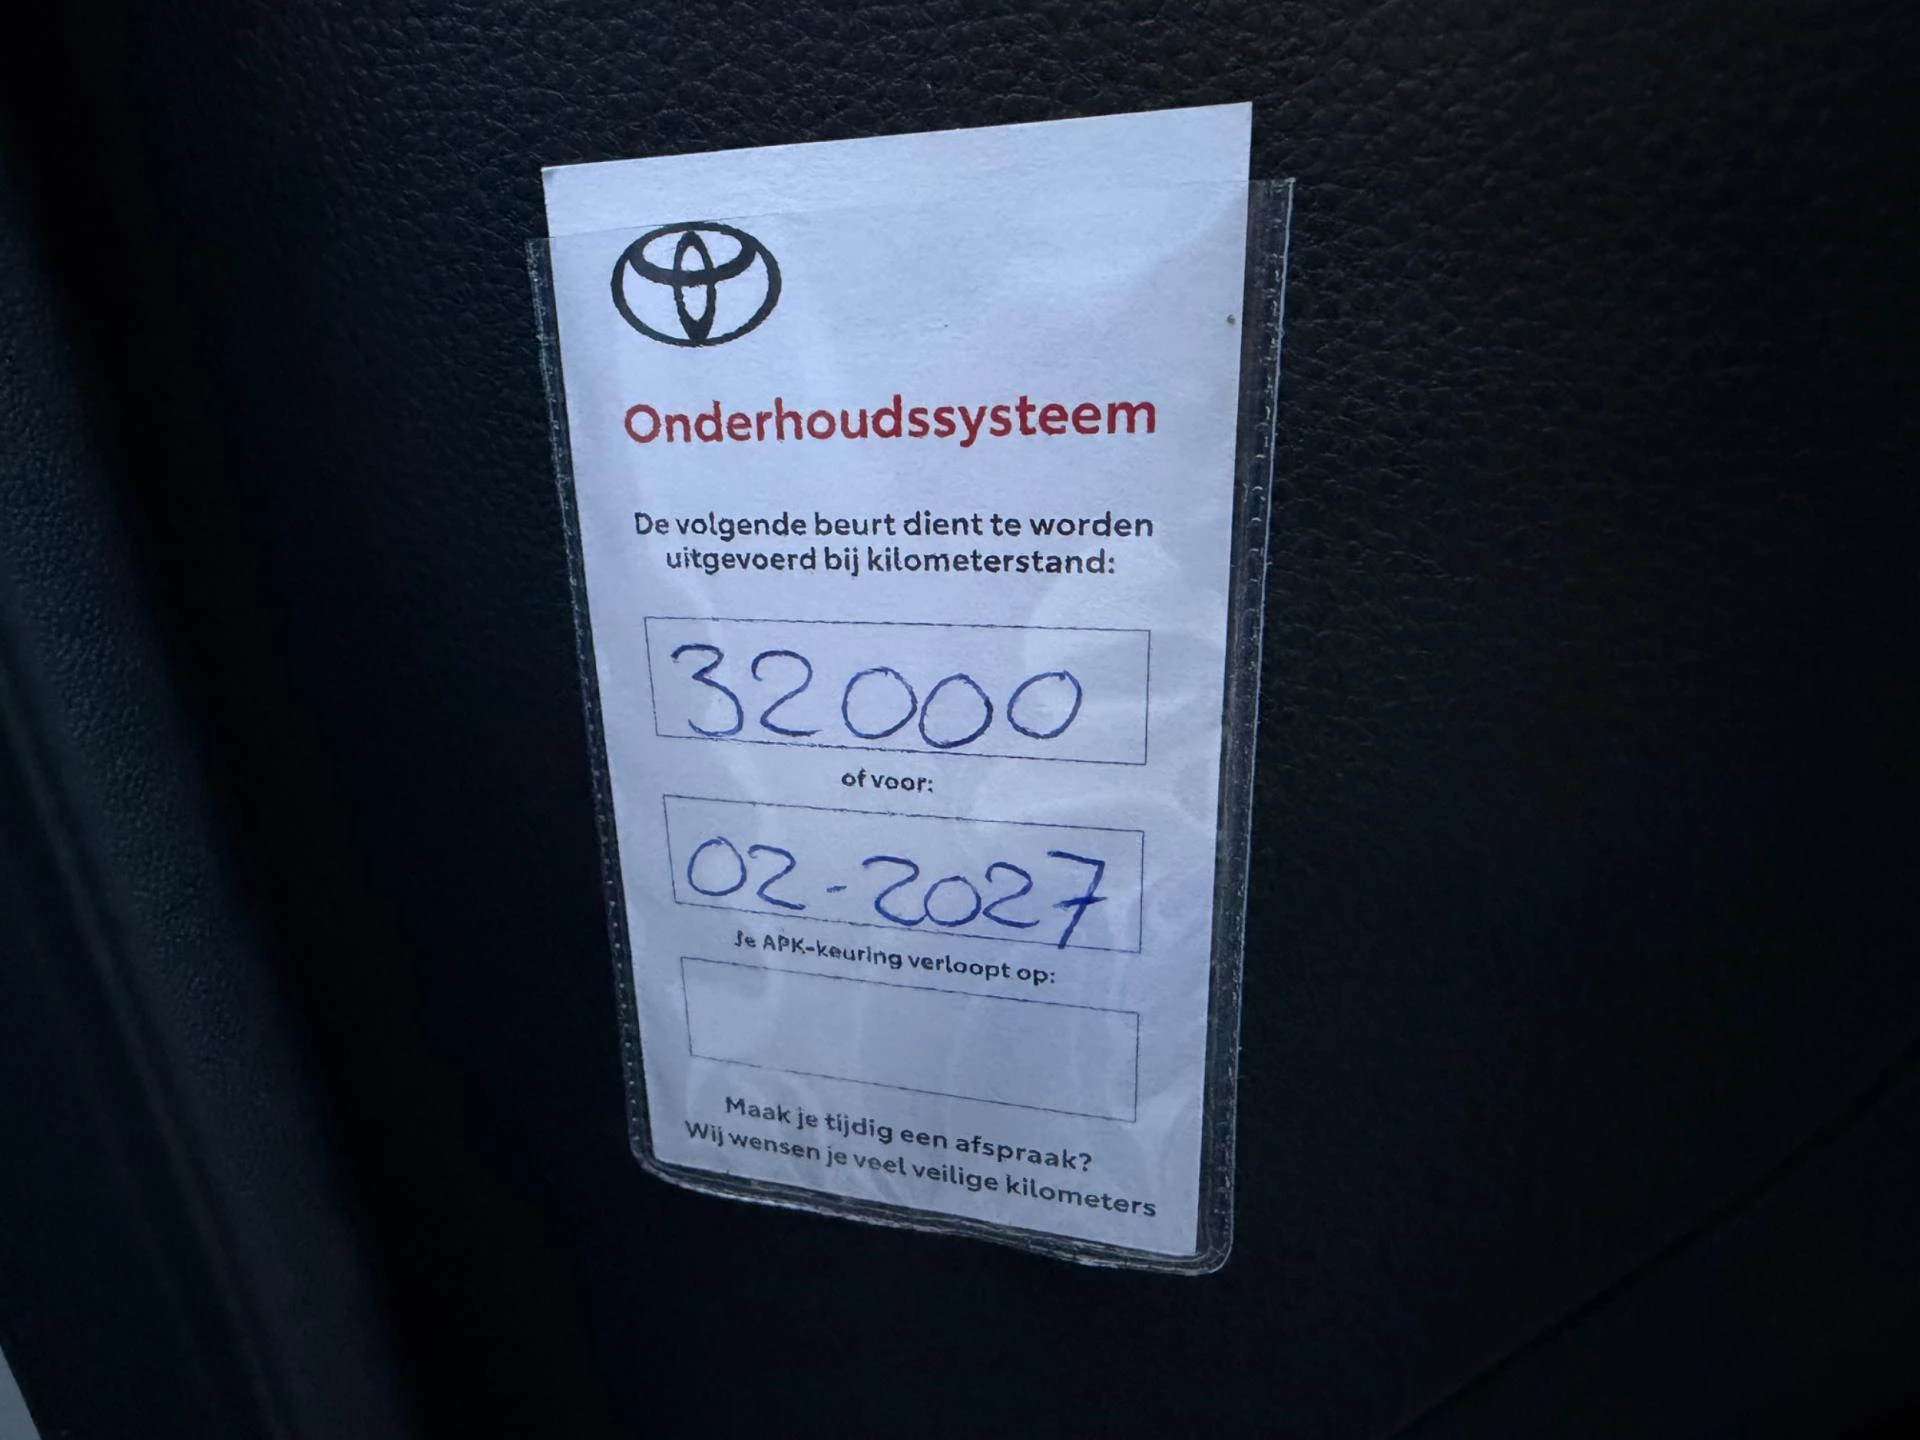 Onderhoudssysteem
De volgende beurt dient te worden
uitgevoerd bij kilometerstand:
32000
of voor:
02-2027
Je APK-keuring verloopt op:
Maak je tijdig een afspraak?
Wij wensen je veel veilige kilometers